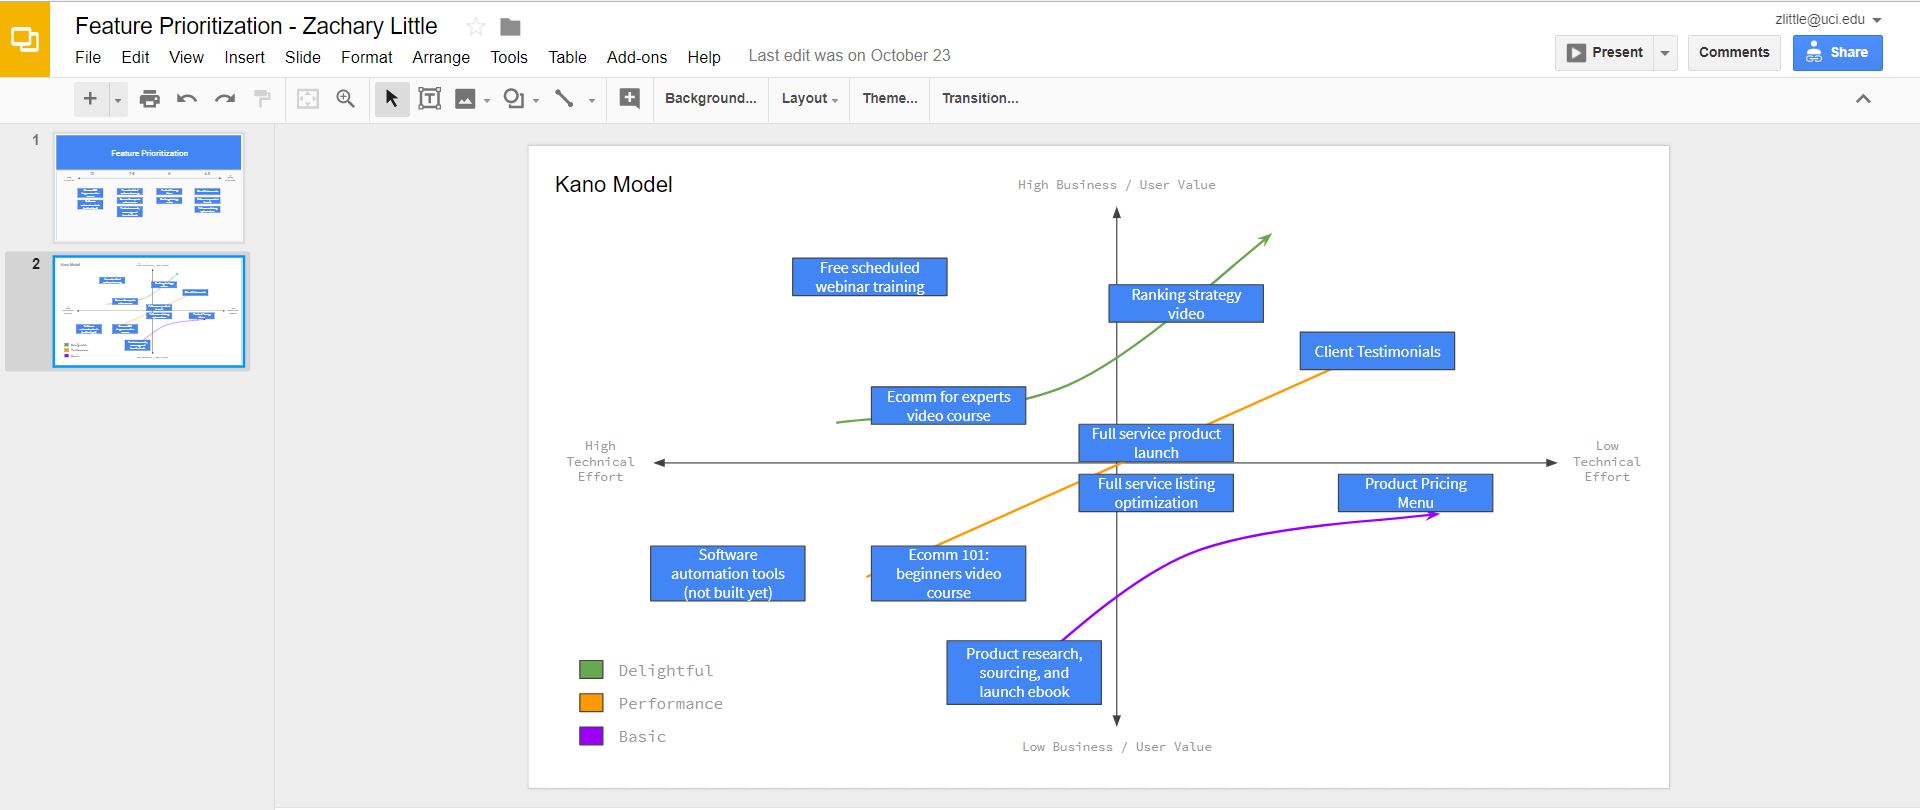 Feature Prioritization - Zachary Little
zlittle@uci.edu
File Edit View Insert Slide Format Arrange Tools Table Add-ons Help Last edit was on October 23
Present Comments Share
Background... Layout Theme... Transition...
1
Feature Prioritization
2
Kano Model
Kano Model
High Business / User Value
Free scheduled
webinar training
Ranking strategy
video
Client Testimonials
Ecomm for experts
video course
Full service product
launch
High
Technical
Effort
Low
Technical
Effort
Full service listing
optimization
Product Pricing
Menu
Software
automation tools
(not built yet)
Ecomm 101:
beginners video
course
Product research,
sourcing, and
launch ebook
Delightful
Performance
Basic
Low Business / User Value